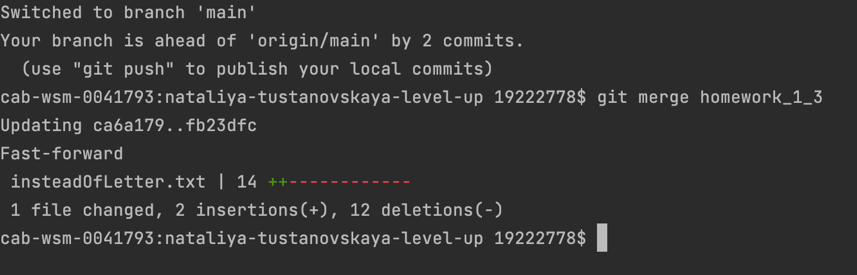 Switched to branch 'main'
Your branch is ahead of 'origin/main' by 2 commits.
  (use "git push" to publish your local commits)
cab-wsm-0041793:nataliya-tustanovskaya-level-up 19222778$ git merge homework_1_3
Updating ca6a179..fb23dfc
Fast-forward
 insteadOfLetter.txt | 14 ++------------
 1 file changed, 2 insertions(+), 12 deletions(-)
cab-wsm-0041793:nataliya-tustanovskaya-level-up 19222778$